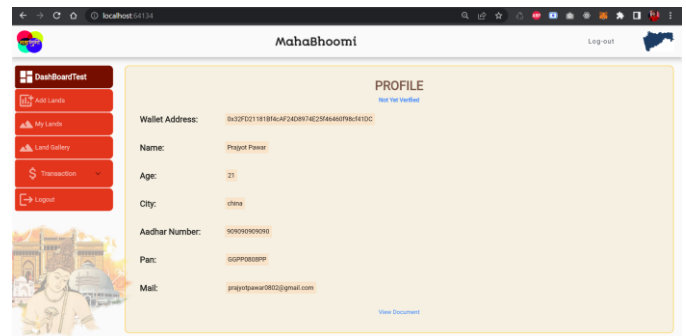 localhost:64134
MahaBhoomi
Log-out
DashBoardTest
Add Lands
My Lands
Land Gallery
Transaction
Logout
PROFILE
Not Yet Verified
Wallet Address: 0x32FD21181Bf4cAF24D8974E25f46460f98cf41DC
Name: Prajyot Pawar
Age: 21
City: china
Aadhar Number: 909090909090
Pan: GGPP0808PP
Mail: prajyotpawar0802@gmail.com
View Document